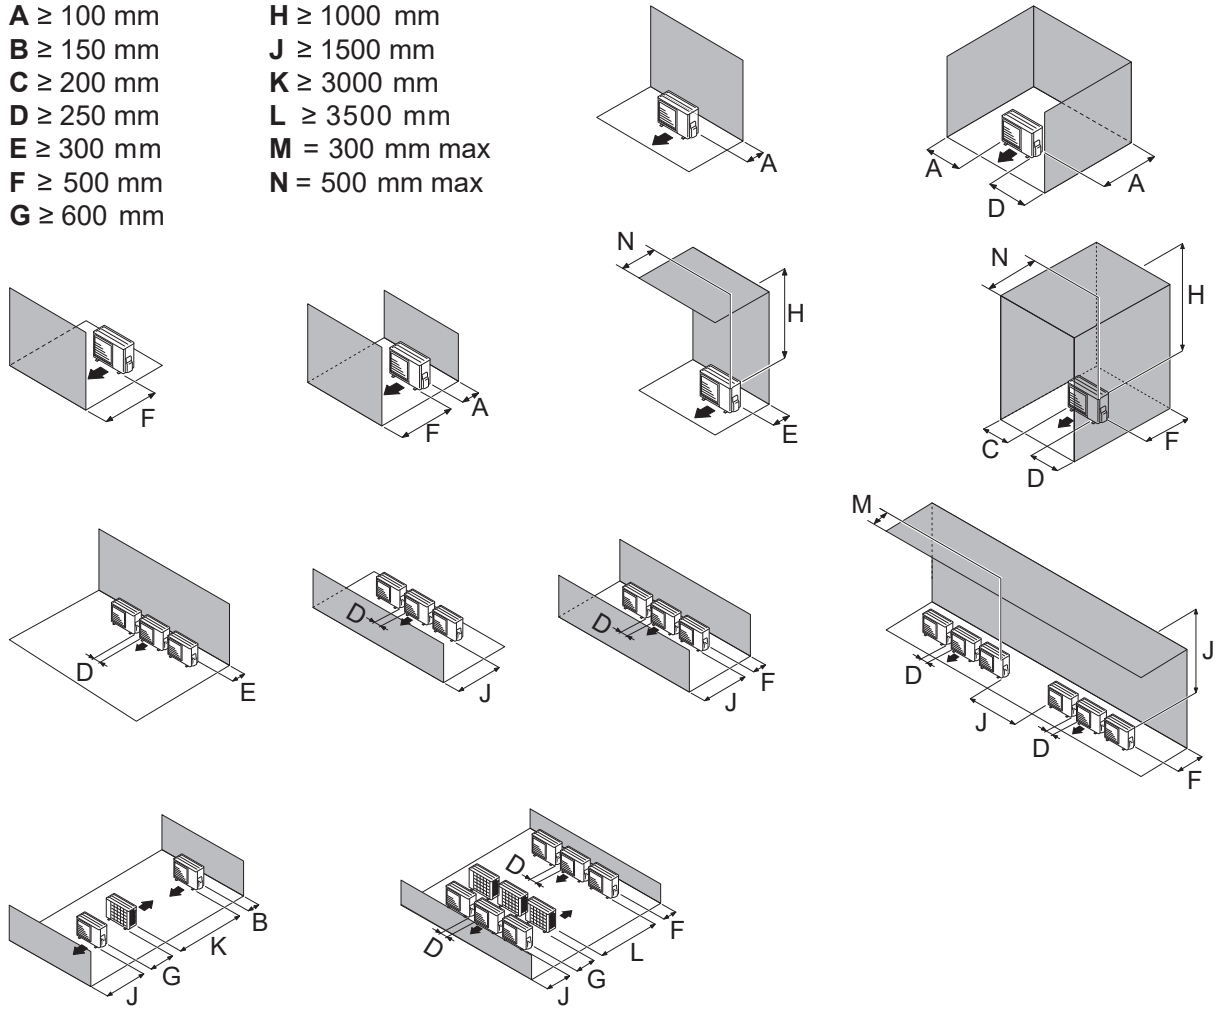 A ≥ 100 mm
B ≥ 150 mm
C ≥ 200 mm
D ≥ 250 mm
E ≥ 300 mm
F ≥ 500 mm
G ≥ 600 mm
H ≥ 1000 mm
J ≥ 1500 mm
K ≥ 3000 mm
L ≥ 3500 mm
M = 300 mm max
N = 500 mm max
A
A
D
A
F
F
A
N
H
E
N
H
C
D
F
D
E
D
J
D
J
F
M
D
J
D
J
F
B
K
G
J
D
D
F
L
G
J